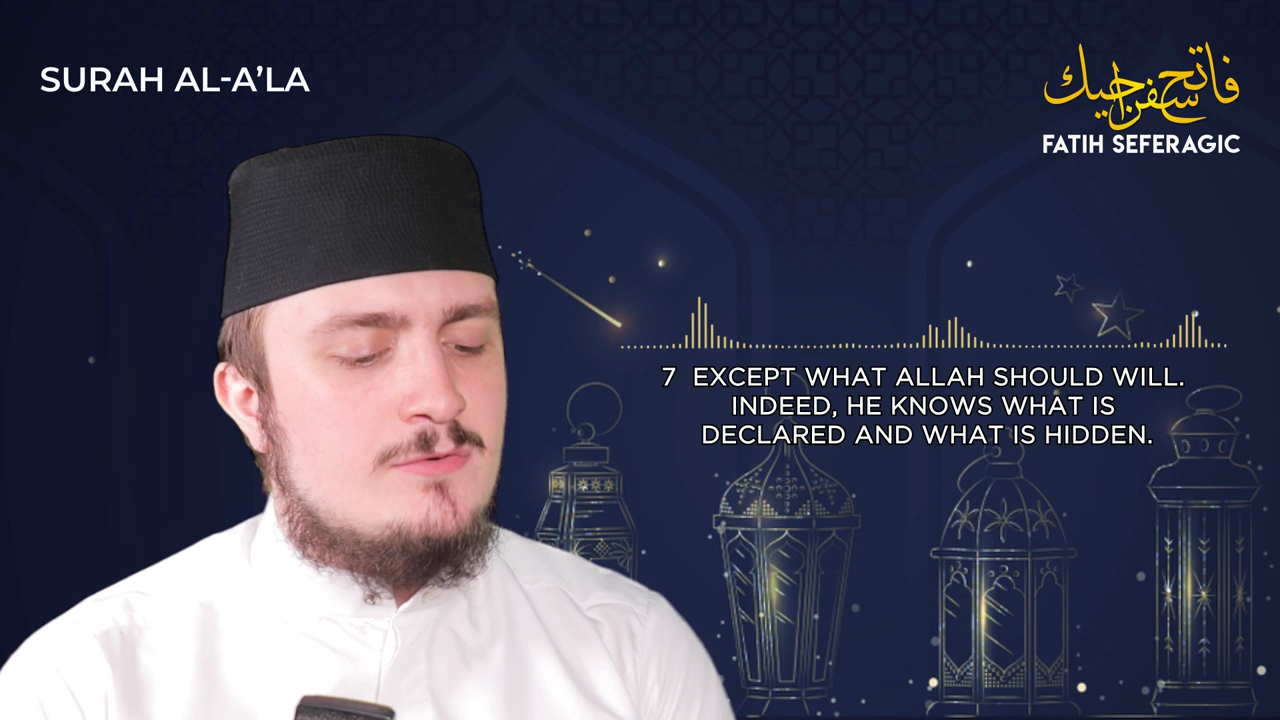 SURAH AL-A’LA
فاتح سفراجيك
FATIH SEFERAGIC
7 EXCEPT WHAT ALLAH SHOULD WILL.
INDEED, HE KNOWS WHAT IS
DECLARED AND WHAT IS HIDDEN.